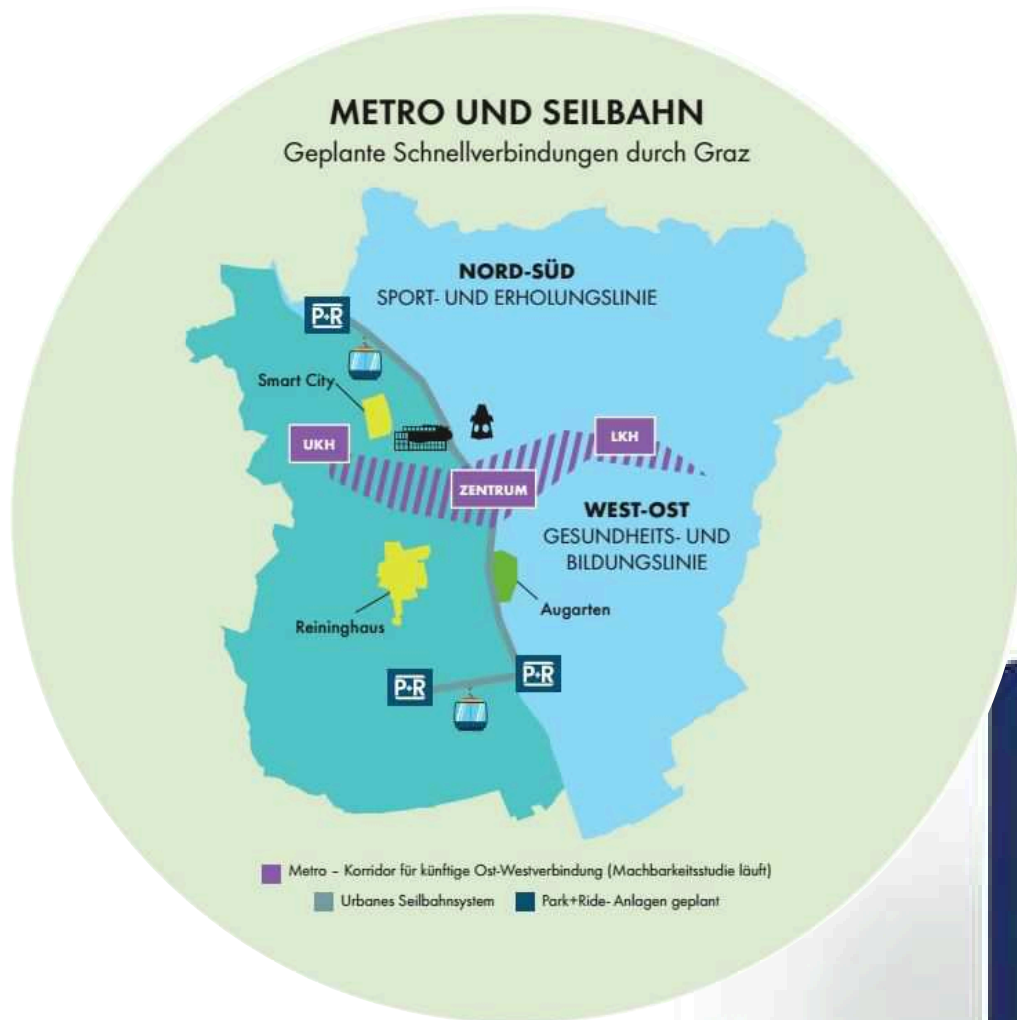 METRO UND SEILBAHN
Geplante Schnellverbindungen durch Graz
NORD-SÜD
SPORT- UND ERHOLUNGSLINIE
P+R
Smart City
UKH
LKH
ZENTRUM
WEST-OST
GESUNDHEITS- UND
BILDUNGSLINIE
Augarten
Reininghaus
P+R
P+R
Metro – Korridor für künftige Ost-Westverbindung (Machbarkeitsstudie läuft)
Urbanes Seilbahnsystem
Park+Ride- Anlagen geplant